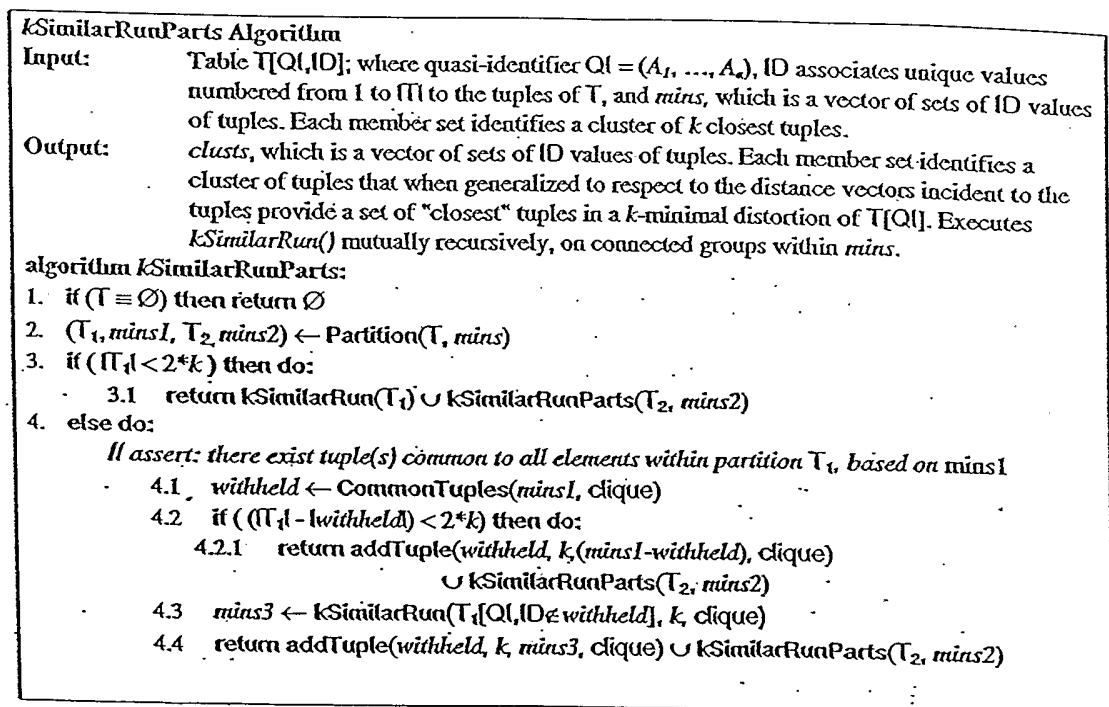 kSimilarRunParts Algorithm
Input: Table T[QI,ID]; where quasi-identifier QI = (A1, ..., An), ID associates unique values
numbered from 1 to |T| to the tuples of T, and mins, which is a vector of sets of ID values
of tuples. Each member set identifies a cluster of k closest tuples.
Output: clusts, which is a vector of sets of ID values of tuples. Each member set identifies a
cluster of tuples that when generalized to respect to the distance vectors incident to the
tuples provide a set of "closest" tuples in a k-minimal distortion of T[QI]. Executes
kSimilarRun() mutually recursively, on connected groups within mins.
algorithm kSimilarRunParts:
1. if (T ≡ ∅) then return ∅
2. (T1, mins1, T2, mins2) ← Partition(T, mins)
3. if (|T1| < 2*k ) then do:
3.1 return kSimilarRun(T1) ∪ kSimilarRunParts(T2, mins2)
4. else do:
// assert: there exist tuple(s) common to all elements within partition T1, based on mins1
4.1 withheld ← CommonTuples(mins1, clique)
4.2 if ( (|T1| - |withheld|) < 2*k) then do:
4.2.1 return addTuple(withheld, k,(mins1-withheld), clique)
∪ kSimilarRunParts(T2, mins2)
4.3 mins3 ← kSimilarRun(T1[QI,ID∉withheld], k, clique)
4.4 return addTuple(withheld, k, mins3, clique) ∪ kSimilarRunParts(T2, mins2)